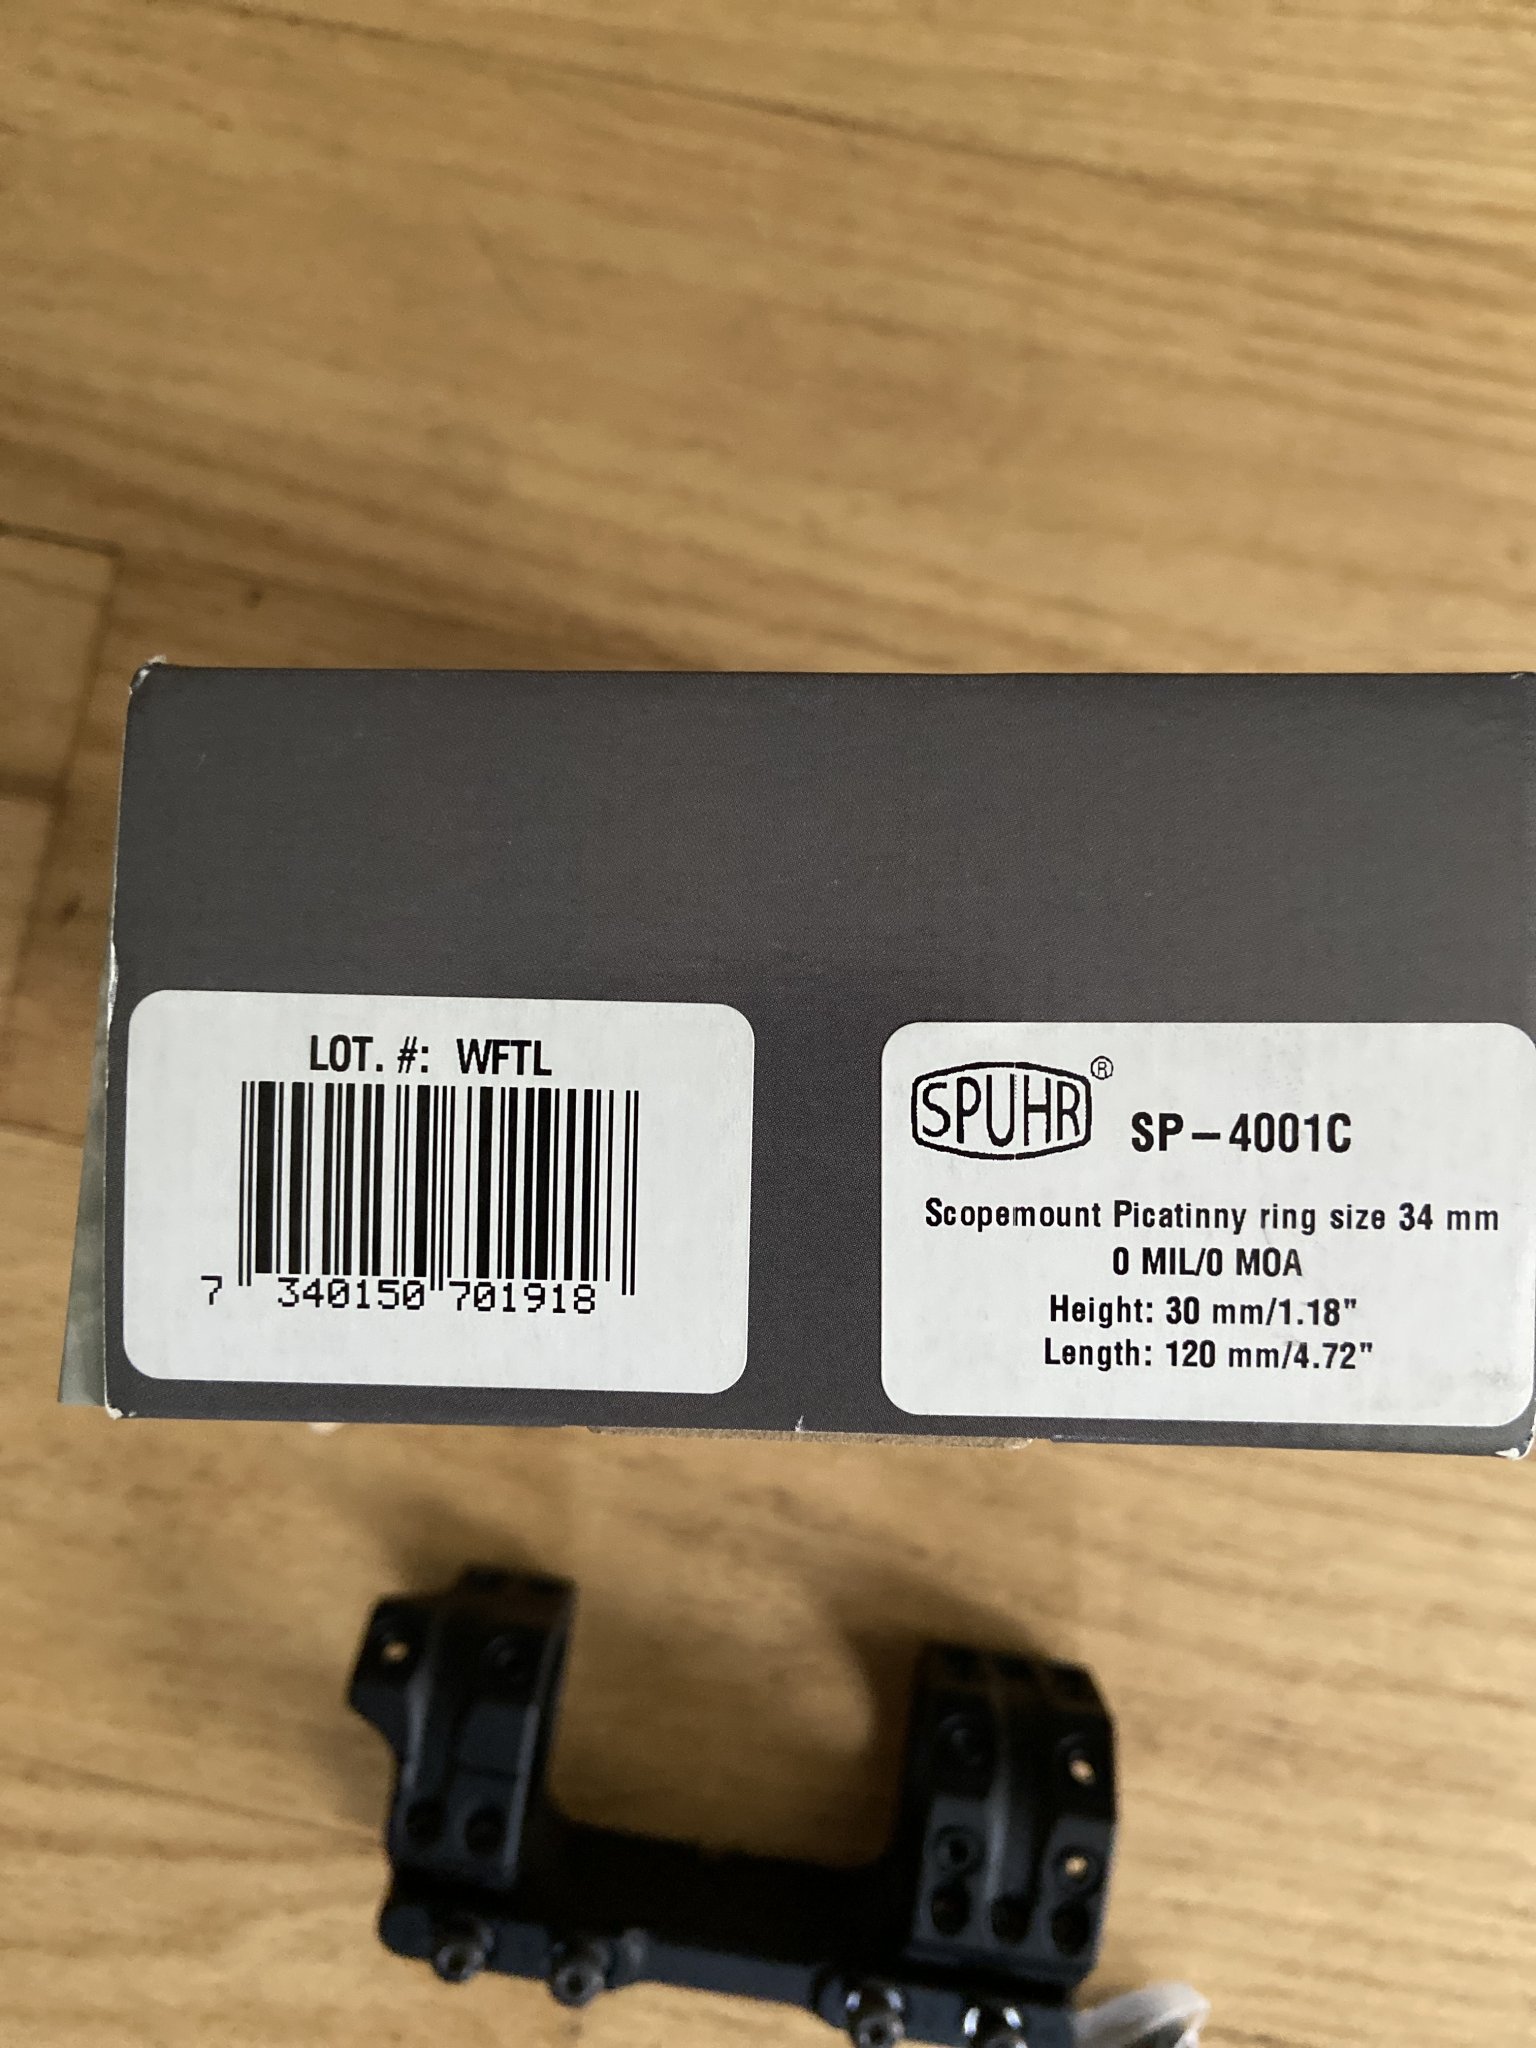 LOT. #: WFTL
7 340150 701918
SPUHR® SP-4001C
Scopemount Picatinny ring size 34 mm
0 MIL/0 MOA
Height: 30 mm/1.18"
Length: 120 mm/4.72"